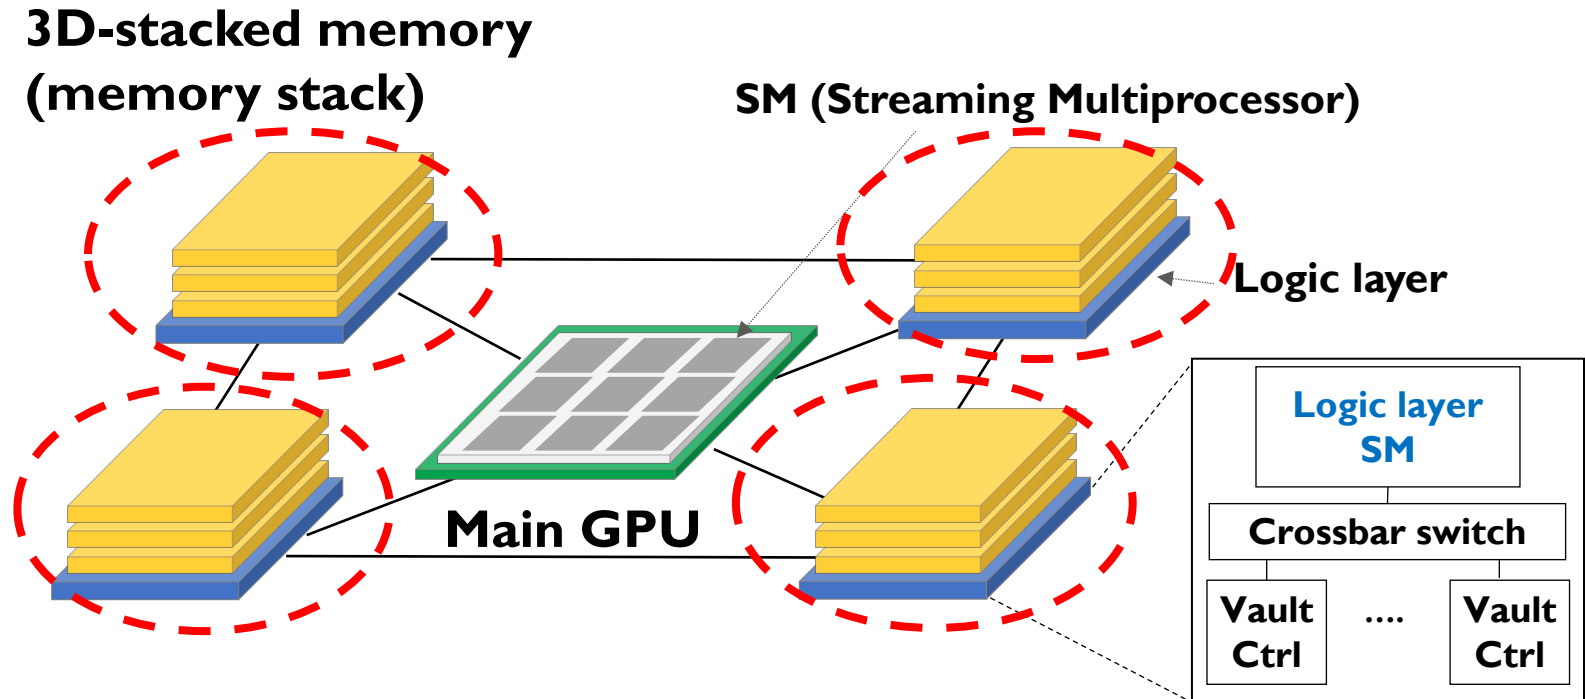 3D-stacked memory
(memory stack)
SM (Streaming Multiprocessor)
Logic layer
Main GPU
Logic layer
SM
Crossbar switch
Vault
Ctrl
....
Vault
Ctrl